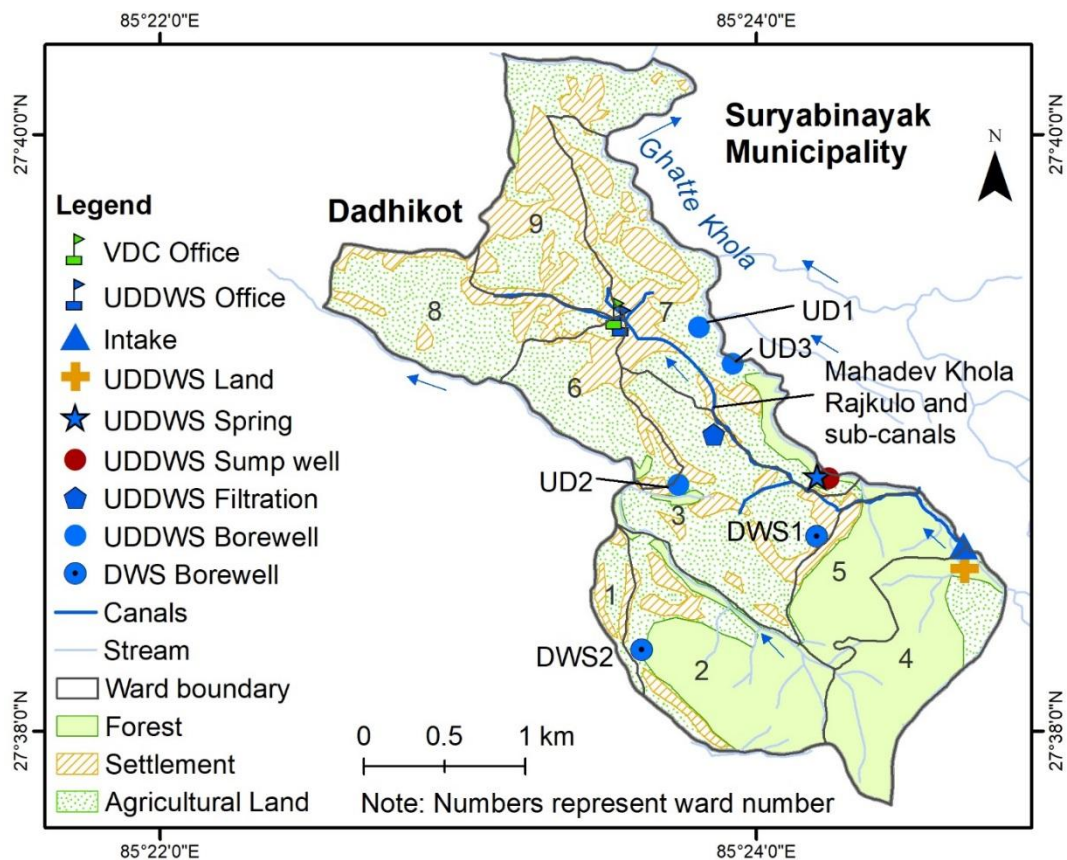 85°22'0"E
85°24'0"E
27°40'0"N
27°40'0"N
N
Suryabinayak
Municipality
Ghatte Khola
Dadhikot
Legend
VDC Office
UDDWS Office
Intake
UDDWS Land
UDDWS Spring
UDDWS Sump well
UDDWS Filtration
UDDWS Borewell
DWS Borewell
Canals
Stream
Ward boundary
Forest
Settlement
Agricultural Land
9
8
7
UD1
UD3
6
Mahadev Khola
Rajkulo and
sub-canals
UD2
3
DWS1
5
1
4
DWS2
2
0 0.5 1 km
Note: Numbers represent ward number
27°38'0"N
27°38'0"N
85°22'0"E
85°24'0"E